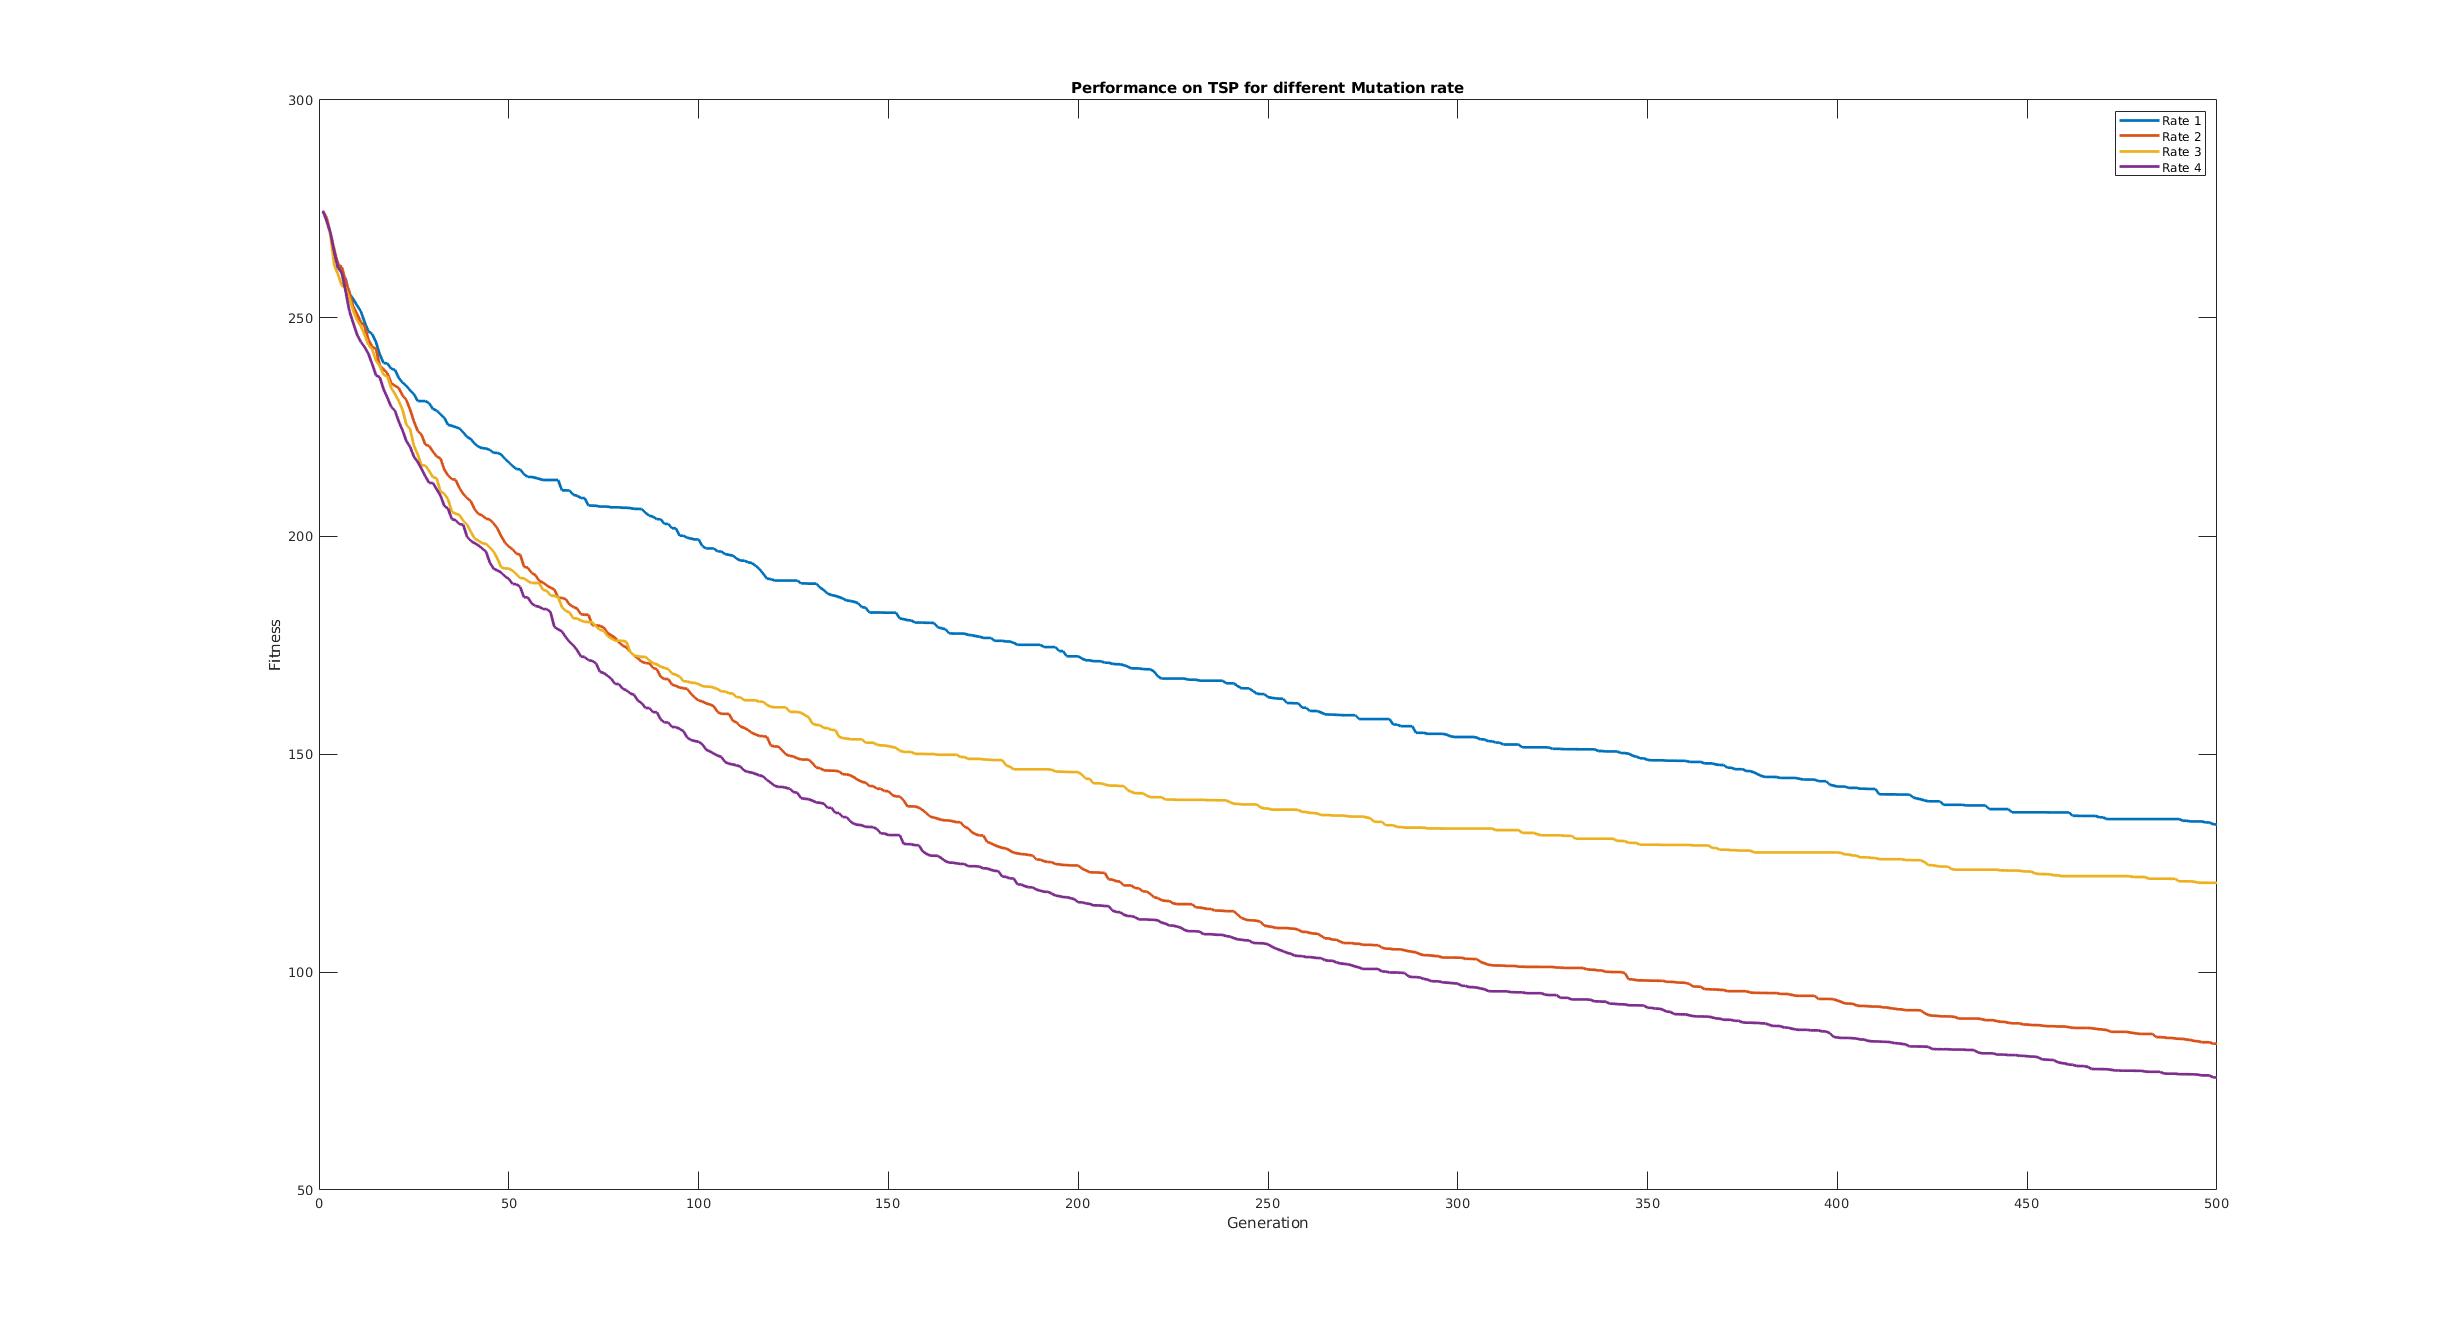 Performance on TSP for different Mutation rate
300
250
200
150
100
50
Fitness
Rate 1
Rate 2
Rate 3
Rate 4
0 50 100 150 200 250 300 350 400 450 500
Generation